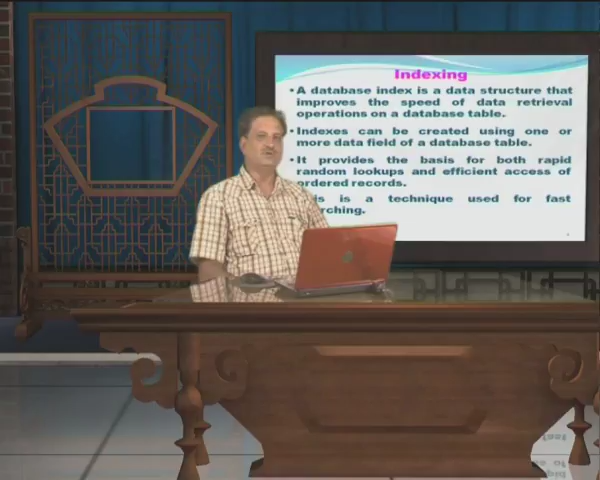 Indexing
•A database index is a data structure that
improves the speed of data retrieval
operations on a database table.
•Indexes can be created using one or
more data field of a database table.
•It provides the basis for both rapid
random lookups and efficient access of
ordered records.
is a technique used for fast